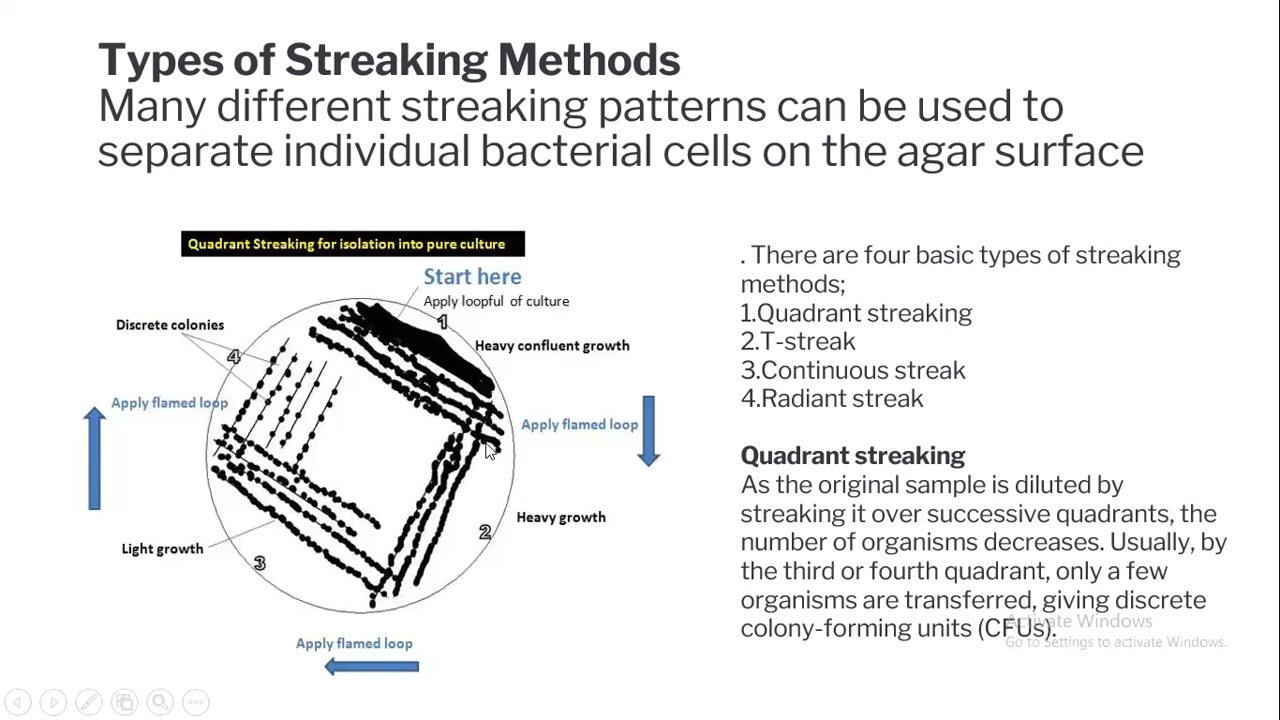 Types of Streaking Methods
Many different streaking patterns can be used to
separate individual bacterial cells on the agar surface
Quadrant Streaking for isolation into pure culture
Start here
Apply loopful of culture
1
Discrete colonies
Heavy confluent growth
4
Apply flamed loop
Apply flamed loop
Heavy growth
2
Light growth
3
Apply flamed loop
. There are four basic types of streaking
methods;
1.Quadrant streaking
2.T-streak
3.Continuous streak
4.Radiant streak
Quadrant streaking
As the original sample is diluted by
streaking it over successive quadrants, the
number of organisms decreases. Usually, by
the third or fourth quadrant, only a few
organisms are transferred, giving discrete
colony-forming units (CFUs).
Activate Windows
Go to Settings to activate Windows.